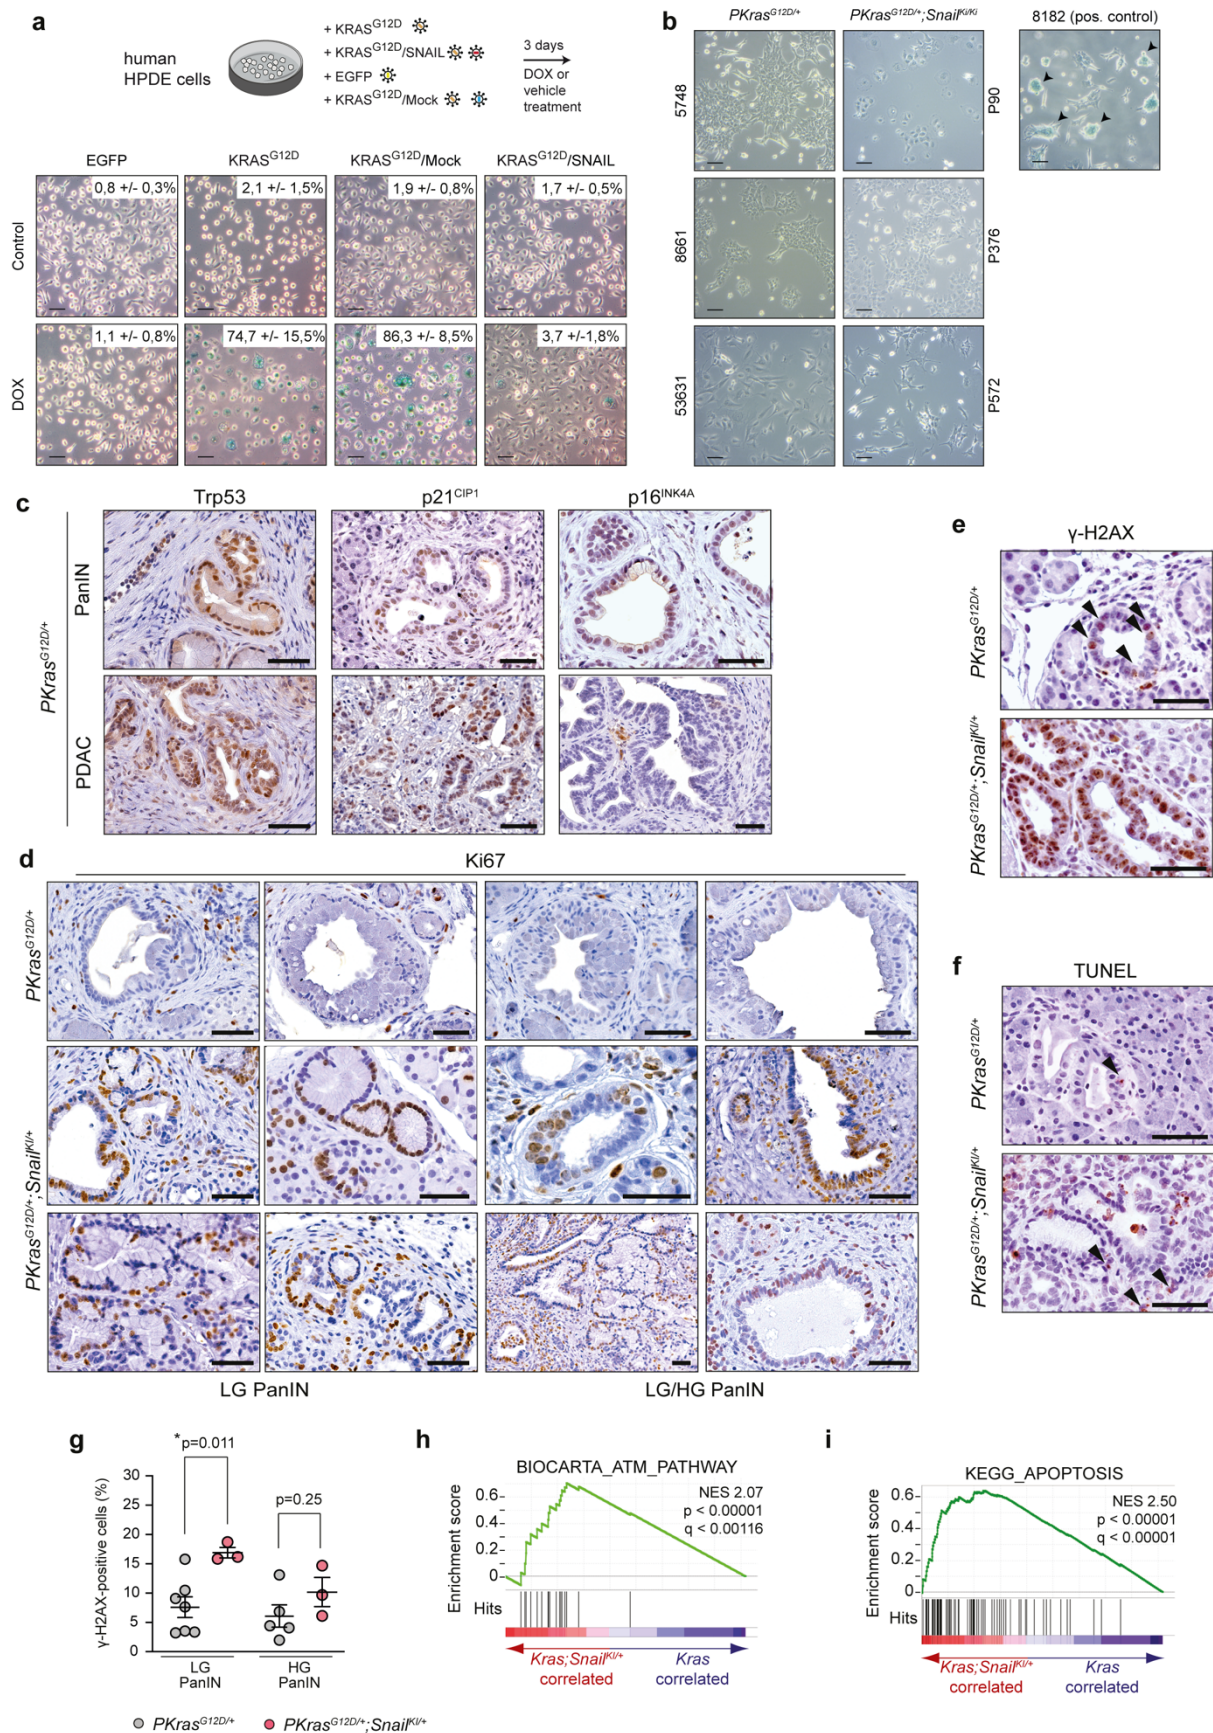 a
human
HPDE cells
+ KRASG12D
+ KRASG12D/SNAIL
+ EGFP
+ KRASG12D/Mock
3 days
DOX or
vehicle
treatment
EGFP
KRASG12D
KRASG12D/Mock
KRASG12D/SNAIL
Control
0,8 +/- 0,3%
2,1 +/- 1,5%
1,9 +/- 0,8%
1,7 +/- 0,5%
DOX
1,1 +/- 0,8%
74,7 +/- 15,5%
86,3 +/- 8,5%
3,7 +/-1,8%
b
PKrasG12D/+
PKrasG12D/+;SnailKI/KI
8182 (pos. control)
5748
P90
8661
P376
53631
P572
c
Trp53
p21CIP1
p16INK4A
PKrasG12D/+
PanIN
PDAC
d
Ki67
PKrasG12D/+
PKrasG12D/+;SnailKI/+
LG PanIN
LG/HG PanIN
e
γ-H2AX
PKrasG12D/+
PKrasG12D/+;SnailKI/+
f
TUNEL
PKrasG12D/+
PKrasG12D/+;SnailKI/+
g
γ-H2AX-positive cells (%)
*p=0.011
p=0.25
30
25
20
15
10
5
0
LG
PanIN
HG
PanIN
PKrasG12D/+
PKrasG12D/+;SnailKI/+
h
BIOCARTA_ATM_PATHWAY
Enrichment score
0.6
0.4
0.2
0
NES 2.07
p < 0.00001
q < 0.00116
Hits
Kras;SnailKI/+
correlated
Kras
correlated
i
KEGG_APOPTOSIS
Enrichment score
0.6
0.4
0.2
0
NES 2.50
p < 0.00001
q < 0.00001
Hits
Kras;SnailKI/+
correlated
Kras
correlated